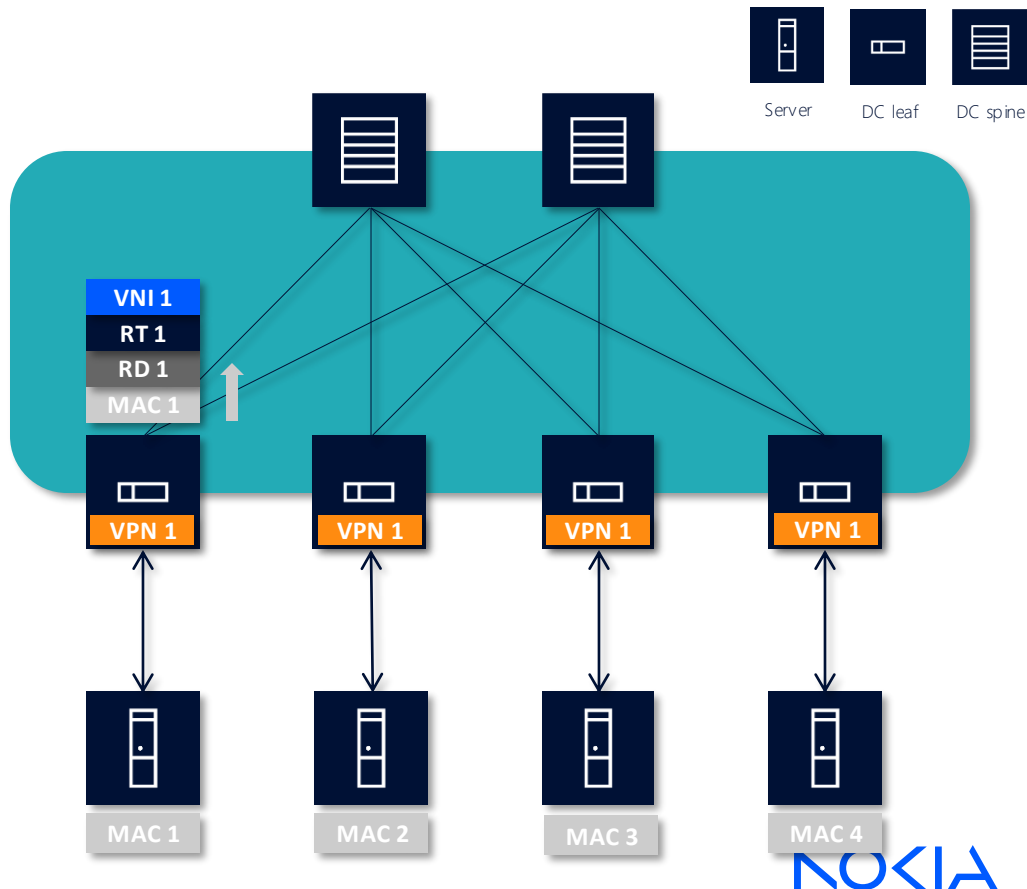 Server
DC leaf
DC spine
VNI 1
RT 1
RD 1
MAC 1
VPN 1
VPN 1
VPN 1
VPN 1
MAC 1
MAC 2
MAC 3
MAC 4
NOKIA